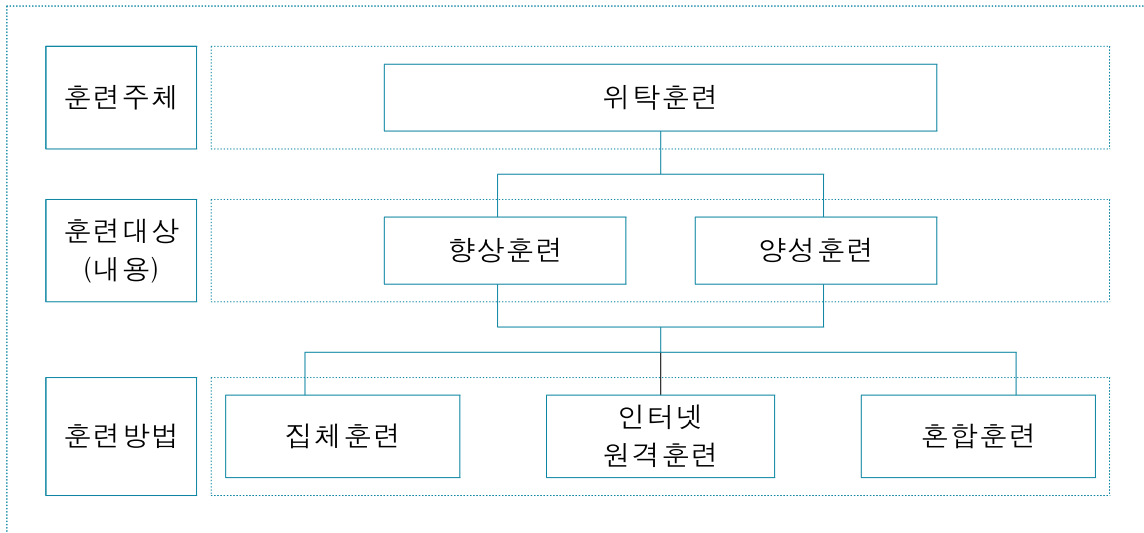 훈련주체
위탁훈련
훈련대상
(내용)
향상훈련
양성훈련
훈련방법
집체훈련
인터넷
원격훈련
혼합훈련